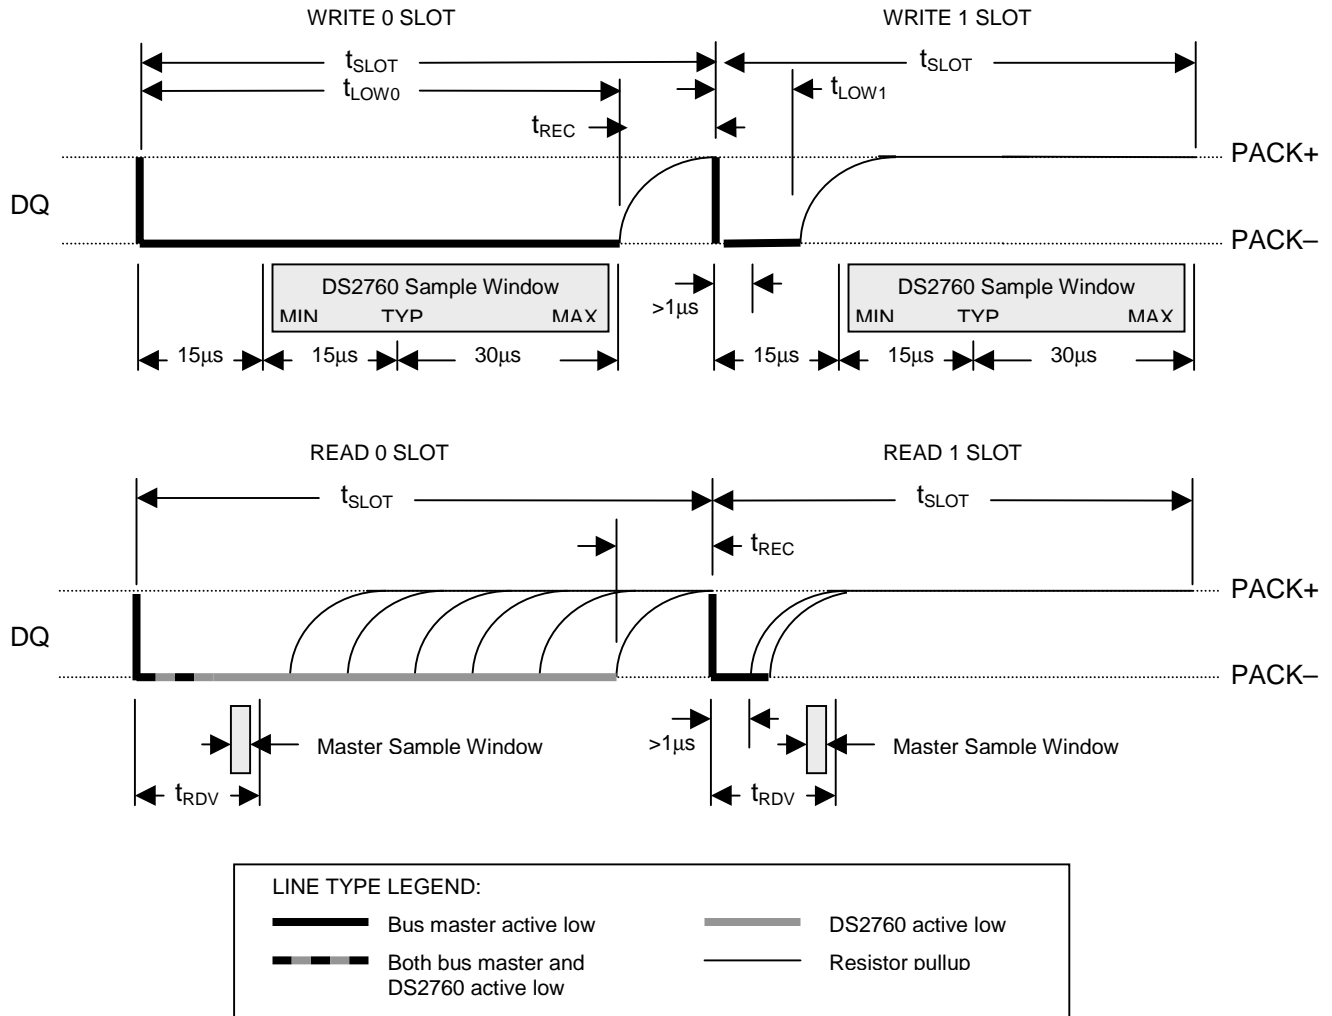 WRITE 0 SLOT WRITE 1 SLOT
tSLOT tSLOT
tLOW0 tLOW1
tREC
PACK+
DQ
PACK–
DS2760 Sample Window DS2760 Sample Window
MIN TYP MAX >1µs MIN TYP MAX
15µs 15µs 30µs 15µs 15µs 30µs
READ 0 SLOT READ 1 SLOT
tSLOT tSLOT
tREC
PACK+
DQ
PACK–
Master Sample Window >1µs Master Sample Window
tRDV tRDV
LINE TYPE LEGEND:
Bus master active low DS2760 active low
Both bus master and Resistor pullup
DS2760 active low